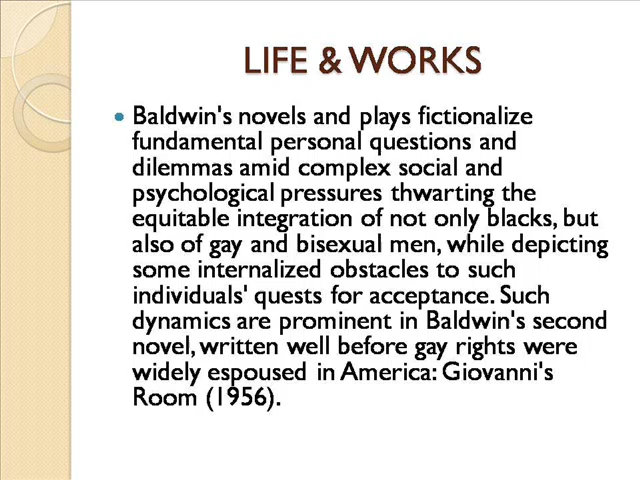 LIFE & WORKS
Baldwin's novels and plays fictionalize
fundamental personal questions and
dilemmas amid complex social and
psychological pressures thwarting the
equitable integration of not only blacks, but
also of gay and bisexual men, while depicting
some internalized obstacles to such
individuals' quests for acceptance. Such
dynamics are prominent in Baldwin's second
novel, written well before gay rights were
widely espoused in America: Giovanni's
Room (1956).